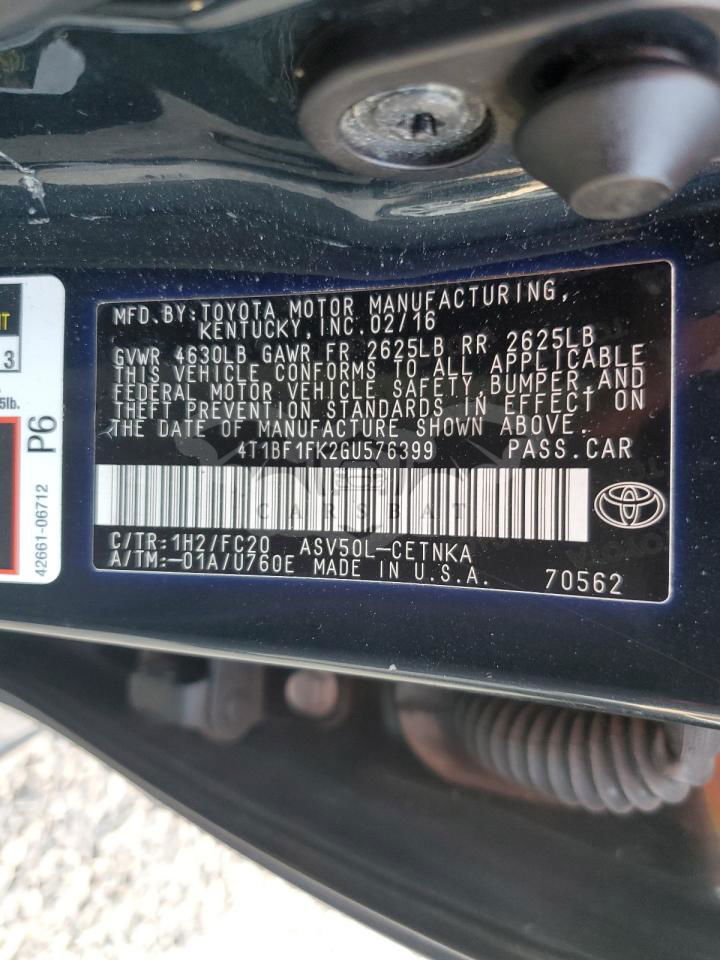 MFD.BY:TOYOTA MOTOR MANUFACTURING,
KENTUCKY, INC. 02/16
GVWR 4630LB GAWR FR 2625LB RR 2625LB
THIS VEHICLE CONFORMS TO ALL APPLICABLE
FEDERAL MOTOR VEHICLE SAFETY, BUMPER, AND
THEFT PREVENTION STANDARDS IN EFFECT ON
THE DATE OF MANUFACTURE SHOWN ABOVE.
4T1BF1FK2GU576399 PASS.CAR
CARSBAT
C/TR:1H2/FC20 ASV50L-CETNKA
A/TM:-01A/U760E MADE IN U.S.A. 70562
3
5lb.
P6
42661-06712